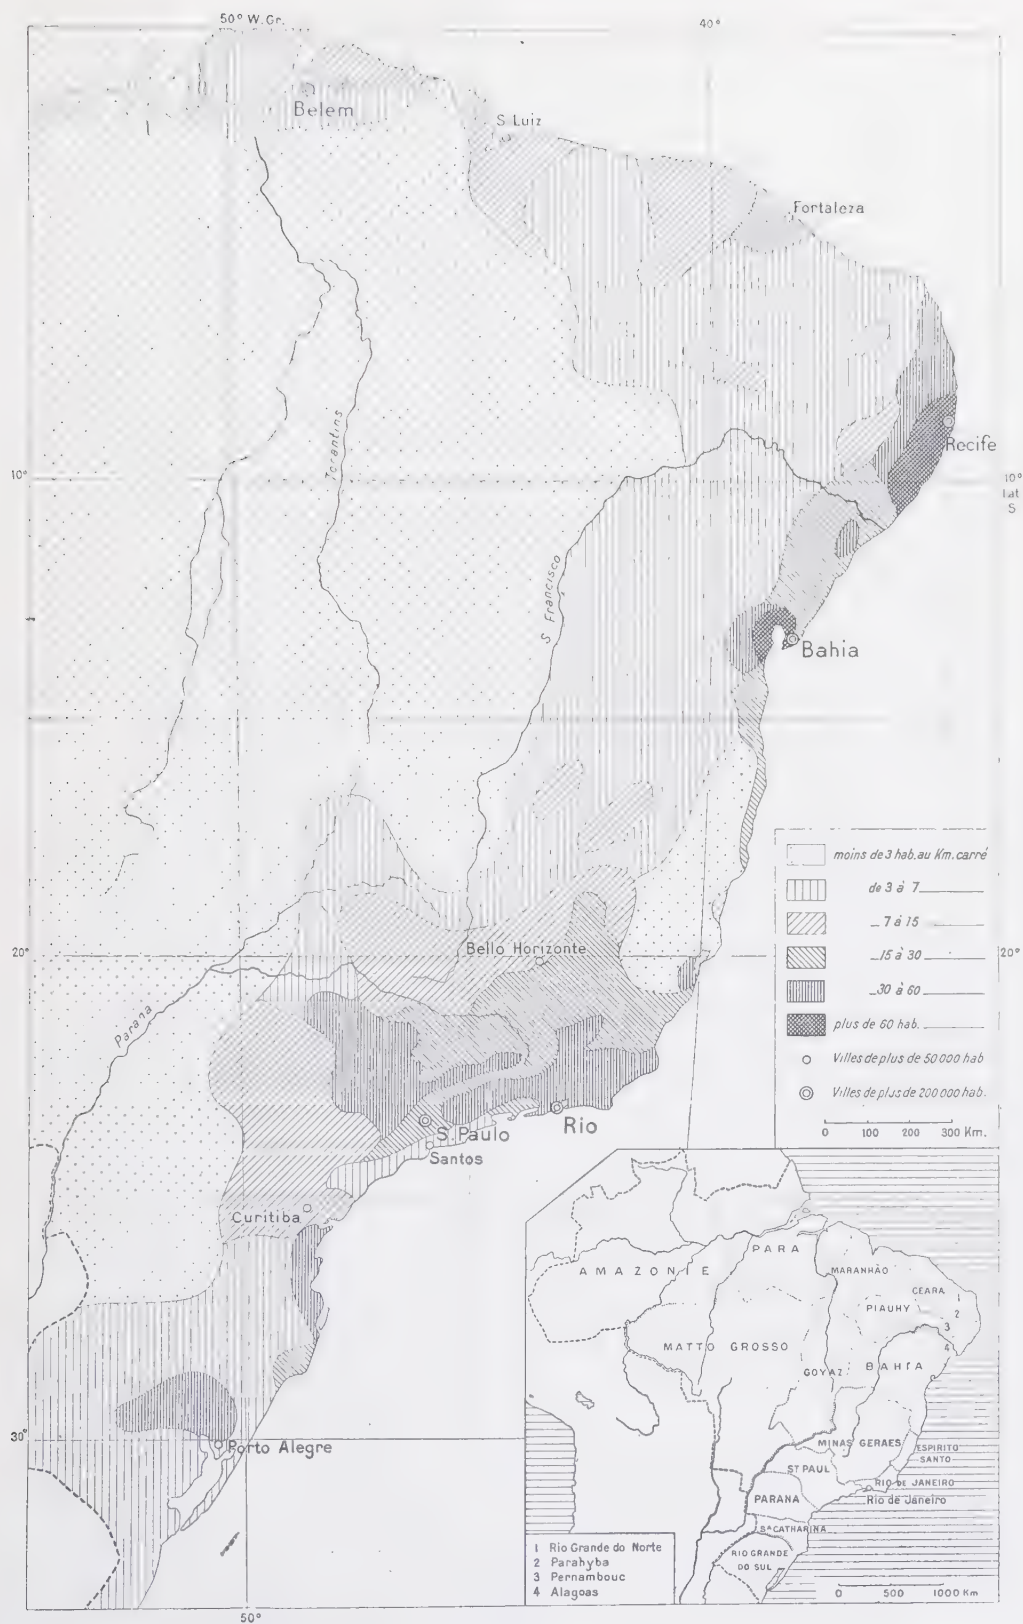 50° W.Gr.
40°
Belem
S Luiz
Fortaleza
Tocantins
Recife
10°
10°
Lat
S
S Francisco
Bahia
moins de 3 hab. au Km. carré
de 3 à 7
7 à 15
20°
Bello Horizonte
15 à 30
20°
30 à 60
Parana
plus de 60 hab.
Villes de plus de 50 000 hab
Villes de plus de 200 000 hab.
S. Paulo
Rio
0 100 200 300 Km.
Santos
Curitiba
AMAZONIE
PARA
MARANHÃO
CEARA
PIAUHY
1
2
3
4
MATTO GROSSO
GOYAZ
BAHIA
30°
Porto Alegre
MINAS GERAES
ESPIRITO
SANTO
ST PAUL
RIO DE JANEIRO
Rio de Janeiro
PARANA
Sª CATHARINA
RIO GRANDE
DO SUL
1 Rio Grande do Norte
2 Parahyba
3 Pernambouc
4 Alagoas
0 500 1000 Km
50°